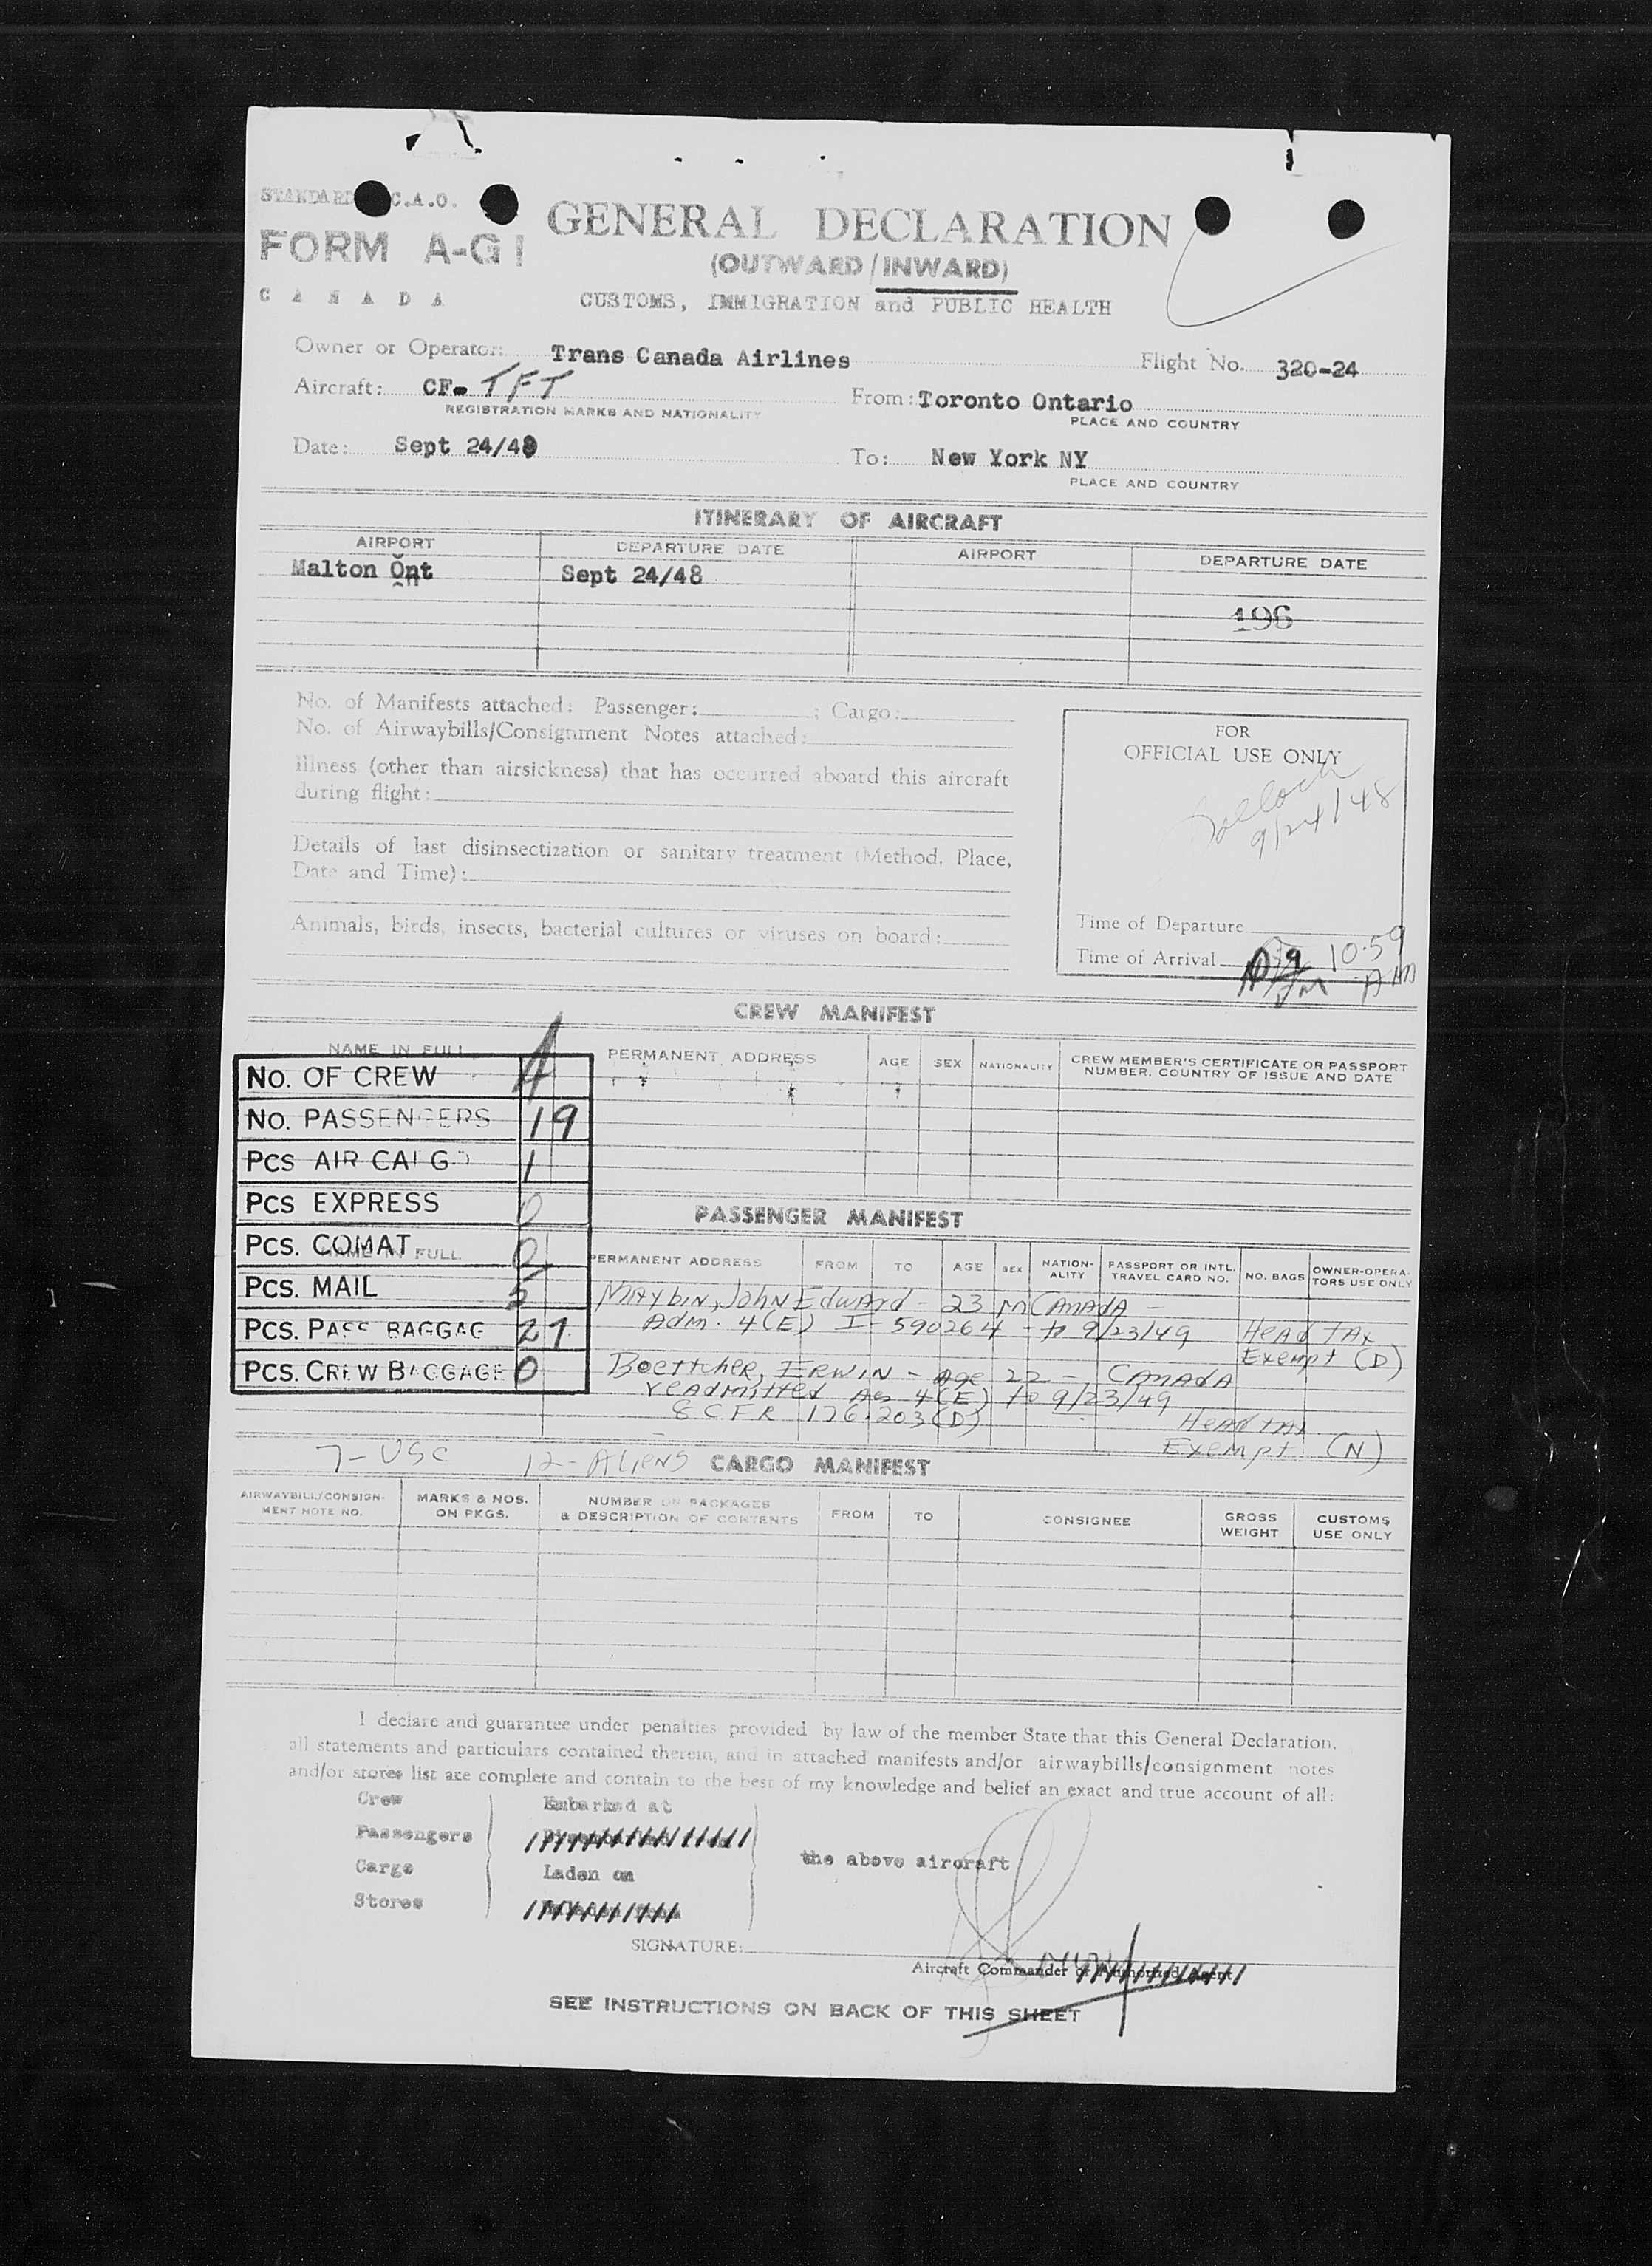 STANDARD C.A.O.
FORM A-G1
CANADA
GENERAL DECLARATION
(OUTWARD/INWARD)
CUSTOMS, IMMIGRATION and PUBLIC HEALTH
Owner or Operator: Trans Canada Airlines Flight No. 320-24
Aircraft: CF- TFT From: Toronto Ontario
REGISTRATION MARKS AND NATIONALITY PLACE AND COUNTRY
Date: Sept 24/48 To: New York NY
PLACE AND COUNTRY
ITINERARY OF AIRCRAFT
AIRPORT DEPARTURE DATE AIRPORT DEPARTURE DATE
Malton Ont Sept 24/48
196
No. of Manifests attached: Passenger: ; Cargo:
No. of Airwaybills/Consignment Notes attached:
Illness (other than airsickness) that has occurred aboard this aircraft
during flight:
Details of last disinsectization or sanitary treatment (Method, Place,
Date and Time):
Animals, birds, insects, bacterial cultures or viruses on board:
FOR
OFFICIAL USE ONLY
9/24/48
Time of Departure
Time of Arrival 10.59
AM
CREW MANIFEST
NAME IN FULL PERMANENT ADDRESS AGE SEX NATIONALITY CREW MEMBER'S CERTIFICATE OR PASSPORT
NUMBER, COUNTRY OF ISSUE AND DATE
No. OF CREW 4
No. PASSENGERS 19
Pcs AIR CARGO 1
Pcs EXPRESS 0
Pcs. COMAT 0
Pcs. MAIL 5
Pcs. PASS BAGGAG 27
Pcs. CREW BAGGAGE 0
PASSENGER MANIFEST
NAME IN FULL PERMANENT ADDRESS FROM TO AGE SEX NATION-
ALITY PASSPORT OR INTL.
TRAVEL CARD NO. NO. BAGS OWNER-OPERA-
TORS USE ONLY
Maybin, John Edward - 23 m Canada -
Adm. 4(E) I-590264 - to 9/23/49 Head Tax
Exempt (D)
Boettcher, Erwin - Age 22 - Canada
readmitted As 4(E) to 9/23/49
8 CFR 176.203(D) Head tax
Exempt (N)
7-USC 12-Aliens
CARGO MANIFEST
AIRWAYBILL/CONSIGN-
MENT NOTE NO. MARKS & NOS.
ON PKGS. NUMBER OF PACKAGES
& DESCRIPTION OF CONTENTS FROM TO CONSIGNEE GROSS
WEIGHT CUSTOMS
USE ONLY
I declare and guarantee under penalties provided by law of the member State that this General Declaration,
all statements and particulars contained therein, and in attached manifests and/or airwaybills/consignment notes
and/or stores list are complete and contain to the best of my knowledge and belief an exact and true account of all:
Crew Embarked at
Passengers
the above aircraft
Cargo Laden on
Stores
SIGNATURE:
Aircraft Commander or Authorized Agent
SEE INSTRUCTIONS ON BACK OF THIS SHEET